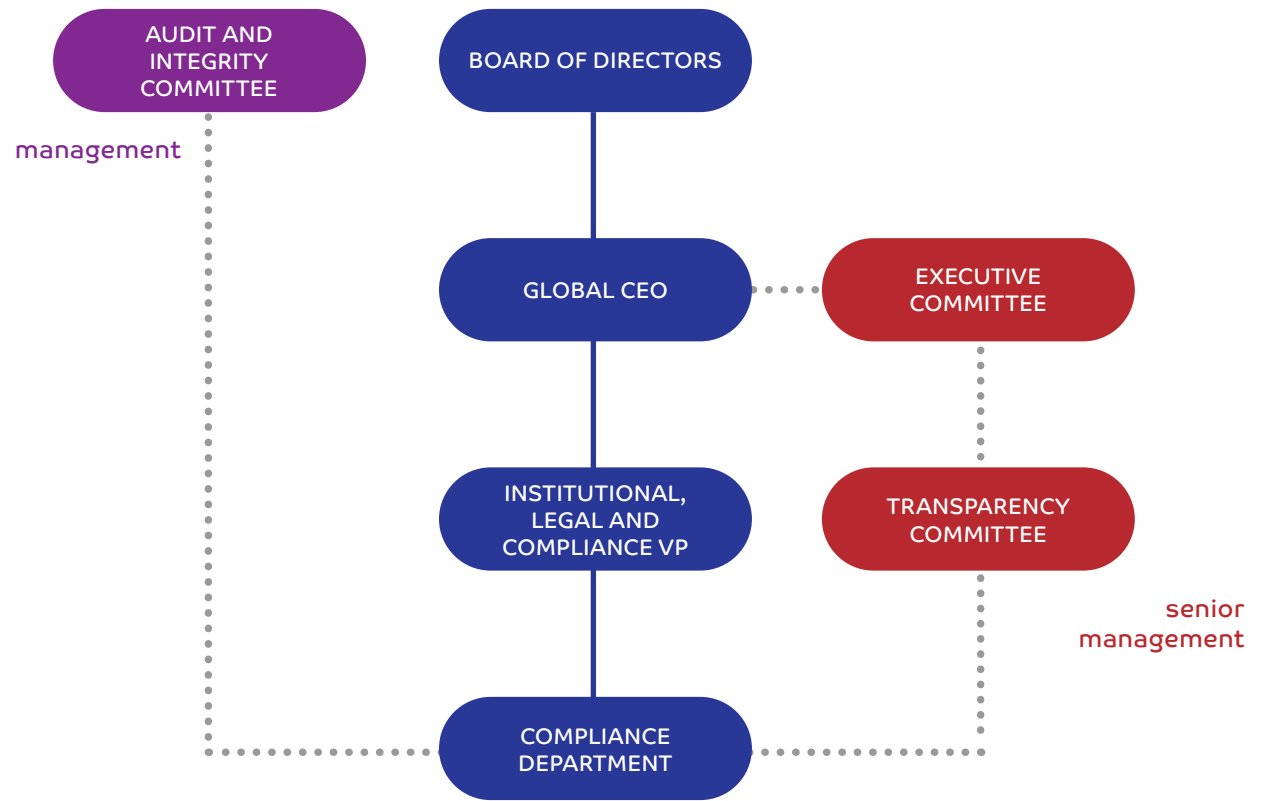 AUDIT AND
INTEGRITY
COMMITTEE
BOARD OF DIRECTORS
management
GLOBAL CEO
EXECUTIVE
COMMITTEE
INSTITUTIONAL,
LEGAL AND
COMPLIANCE VP
TRANSPARENCY
COMMITTEE
senior
management
COMPLIANCE
DEPARTMENT